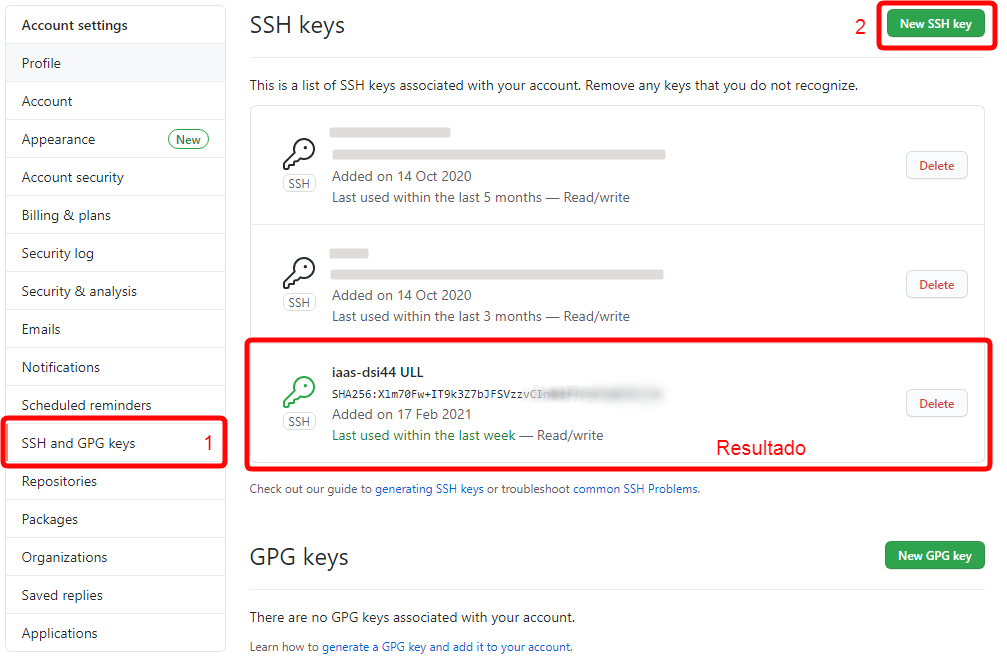 Account settings
Profile
Account
Appearance New
Account security
Billing & plans
Security log
Security & analysis
Emails
Notifications
Scheduled reminders
SSH and GPG keys 1
Repositories
Packages
Organizations
Saved replies
Applications
SSH keys 2 New SSH key
This is a list of SSH keys associated with your account. Remove any keys that you do not recognize.
SSH
Added on 14 Oct 2020
Last used within the last 5 months — Read/write
Delete
SSH
Added on 14 Oct 2020
Last used within the last 3 months — Read/write
Delete
iaas-dsi44 ULL
SHA256:Xlm70Fw+IT9k3Z7bJFSVzzvCIn
SSH
Added on 17 Feb 2021
Last used within the last week — Read/write
Delete
Resultado
Check out our guide to generating SSH keys or troubleshoot common SSH Problems.
GPG keys New GPG key
There are no GPG keys associated with your account.
Learn how to generate a GPG key and add it to your account.